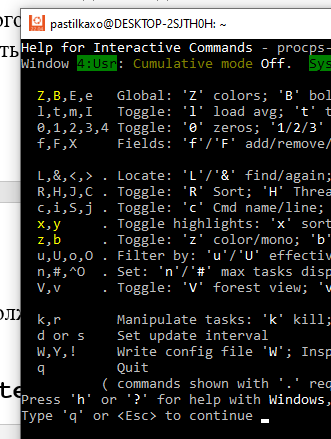 pastilkaxo@DESKTOP-2SJTH0H: ~
Help for Interactive Commands - procps-
Window 4:Usr: Cumulative mode Off. Sys
Z,B,E,e Global: 'Z' colors; 'B' bol
l,t,m,I Toggle: 'l' load avg; 't' t
0,1,2,3,4 Toggle: '0' zeros; '1/2/3'
f,F,X Fields: 'f'/'F' add/remove/
L,&,<,> . Locate: 'L'/'&' find/again;
R,H,J,C . Toggle: 'R' Sort; 'H' Threa
c,i,S,j . Toggle: 'c' Cmd name/line;
x,y . Toggle highlights: 'x' sort
z,b . Toggle: 'z' color/mono; 'b'
u,U,o,O . Filter by: 'u'/'U' effectiv
n,#,^O . Set: 'n'/'#' max tasks disp
V,v . Toggle: 'V' forest view; 'v
k,r Manipulate tasks: 'k' kill;
d or s Set update interval
W,Y,! Write config file 'W'; Insp
q Quit
( commands shown with '.' req
Press 'h' or '?' for help with Windows,
Type 'q' or <Esc> to continue